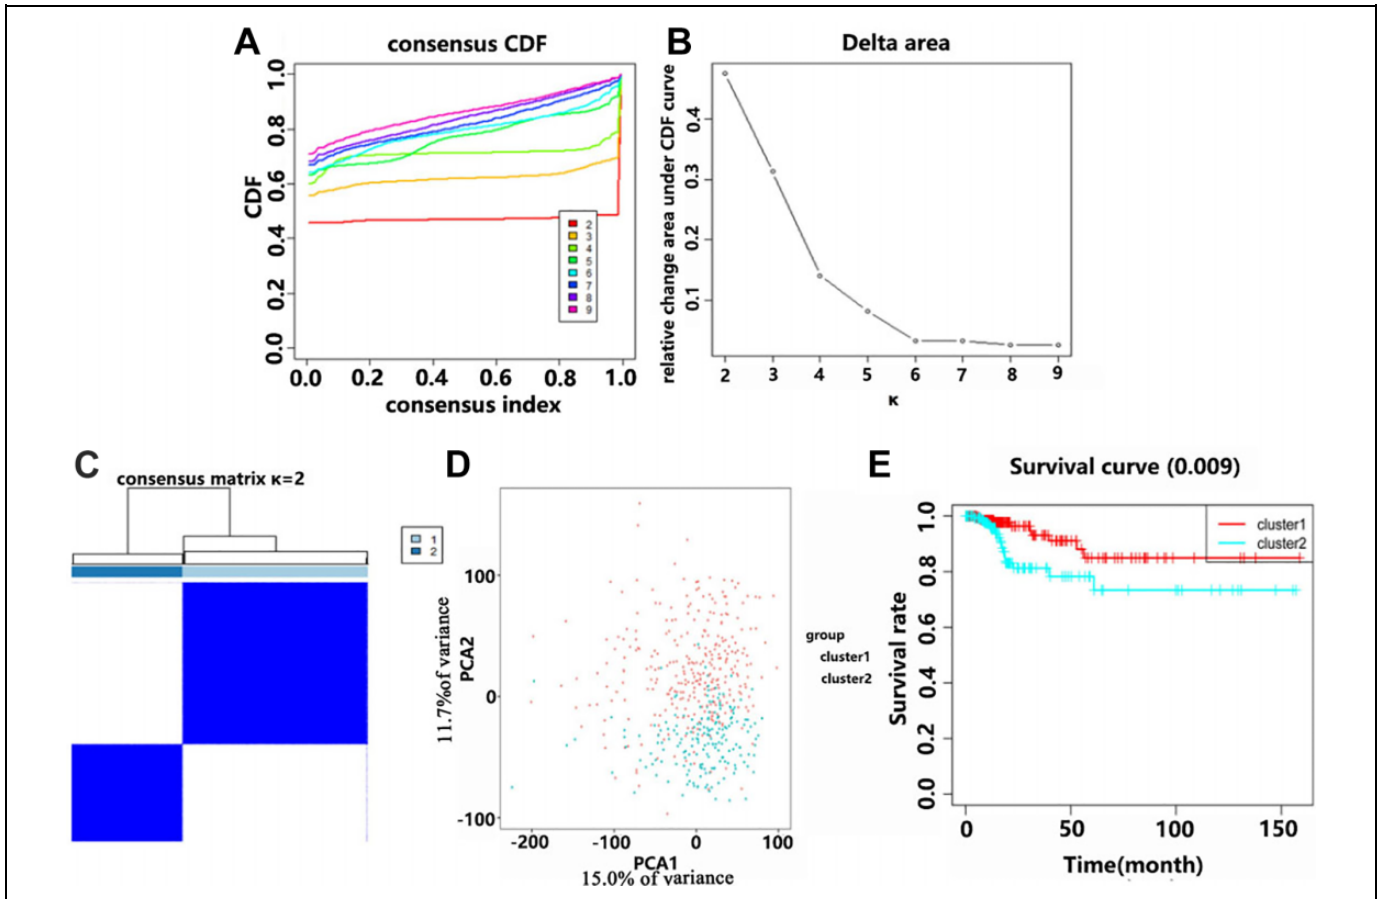 A
consensus CDF
CDF
1.0
0.8
0.6
0.4
0.2
0.0
2
3
4
5
6
7
8
9
0.0 0.2 0.4 0.6 0.8 1.0
consensus index
B
Delta area
relative change area under CDF curve
0.4
0.3
0.2
0.1
2 3 4 5 6 7 8 9
κ
C
consensus matrix κ=2
1
2
D
11.7%of variance
PCA2
100
0
-100
-200 -100 0 100
PCA1
15.0% of variance
group
cluster1
cluster2
E
Survival curve (0.009)
Survival rate
1.0
0.8
0.6
0.4
0.2
0.0
cluster1
cluster2
0 50 100 150
Time(month)